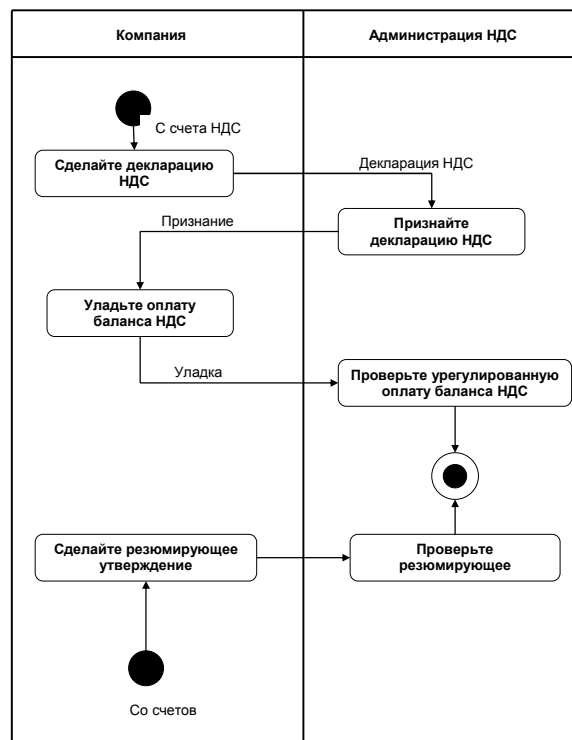 Компания
Администрация НДС
С счета НДС
Сделайте декларацию
НДС
Декларация НДС
Признание
Признайте
декларацию НДС
Уладьте оплату
баланса НДС
Уладка
Проверьте урегулированную
оплату баланса НДС
Сделайте резюмирующее
утверждение
Проверьте
резюмирующее
Со счетов